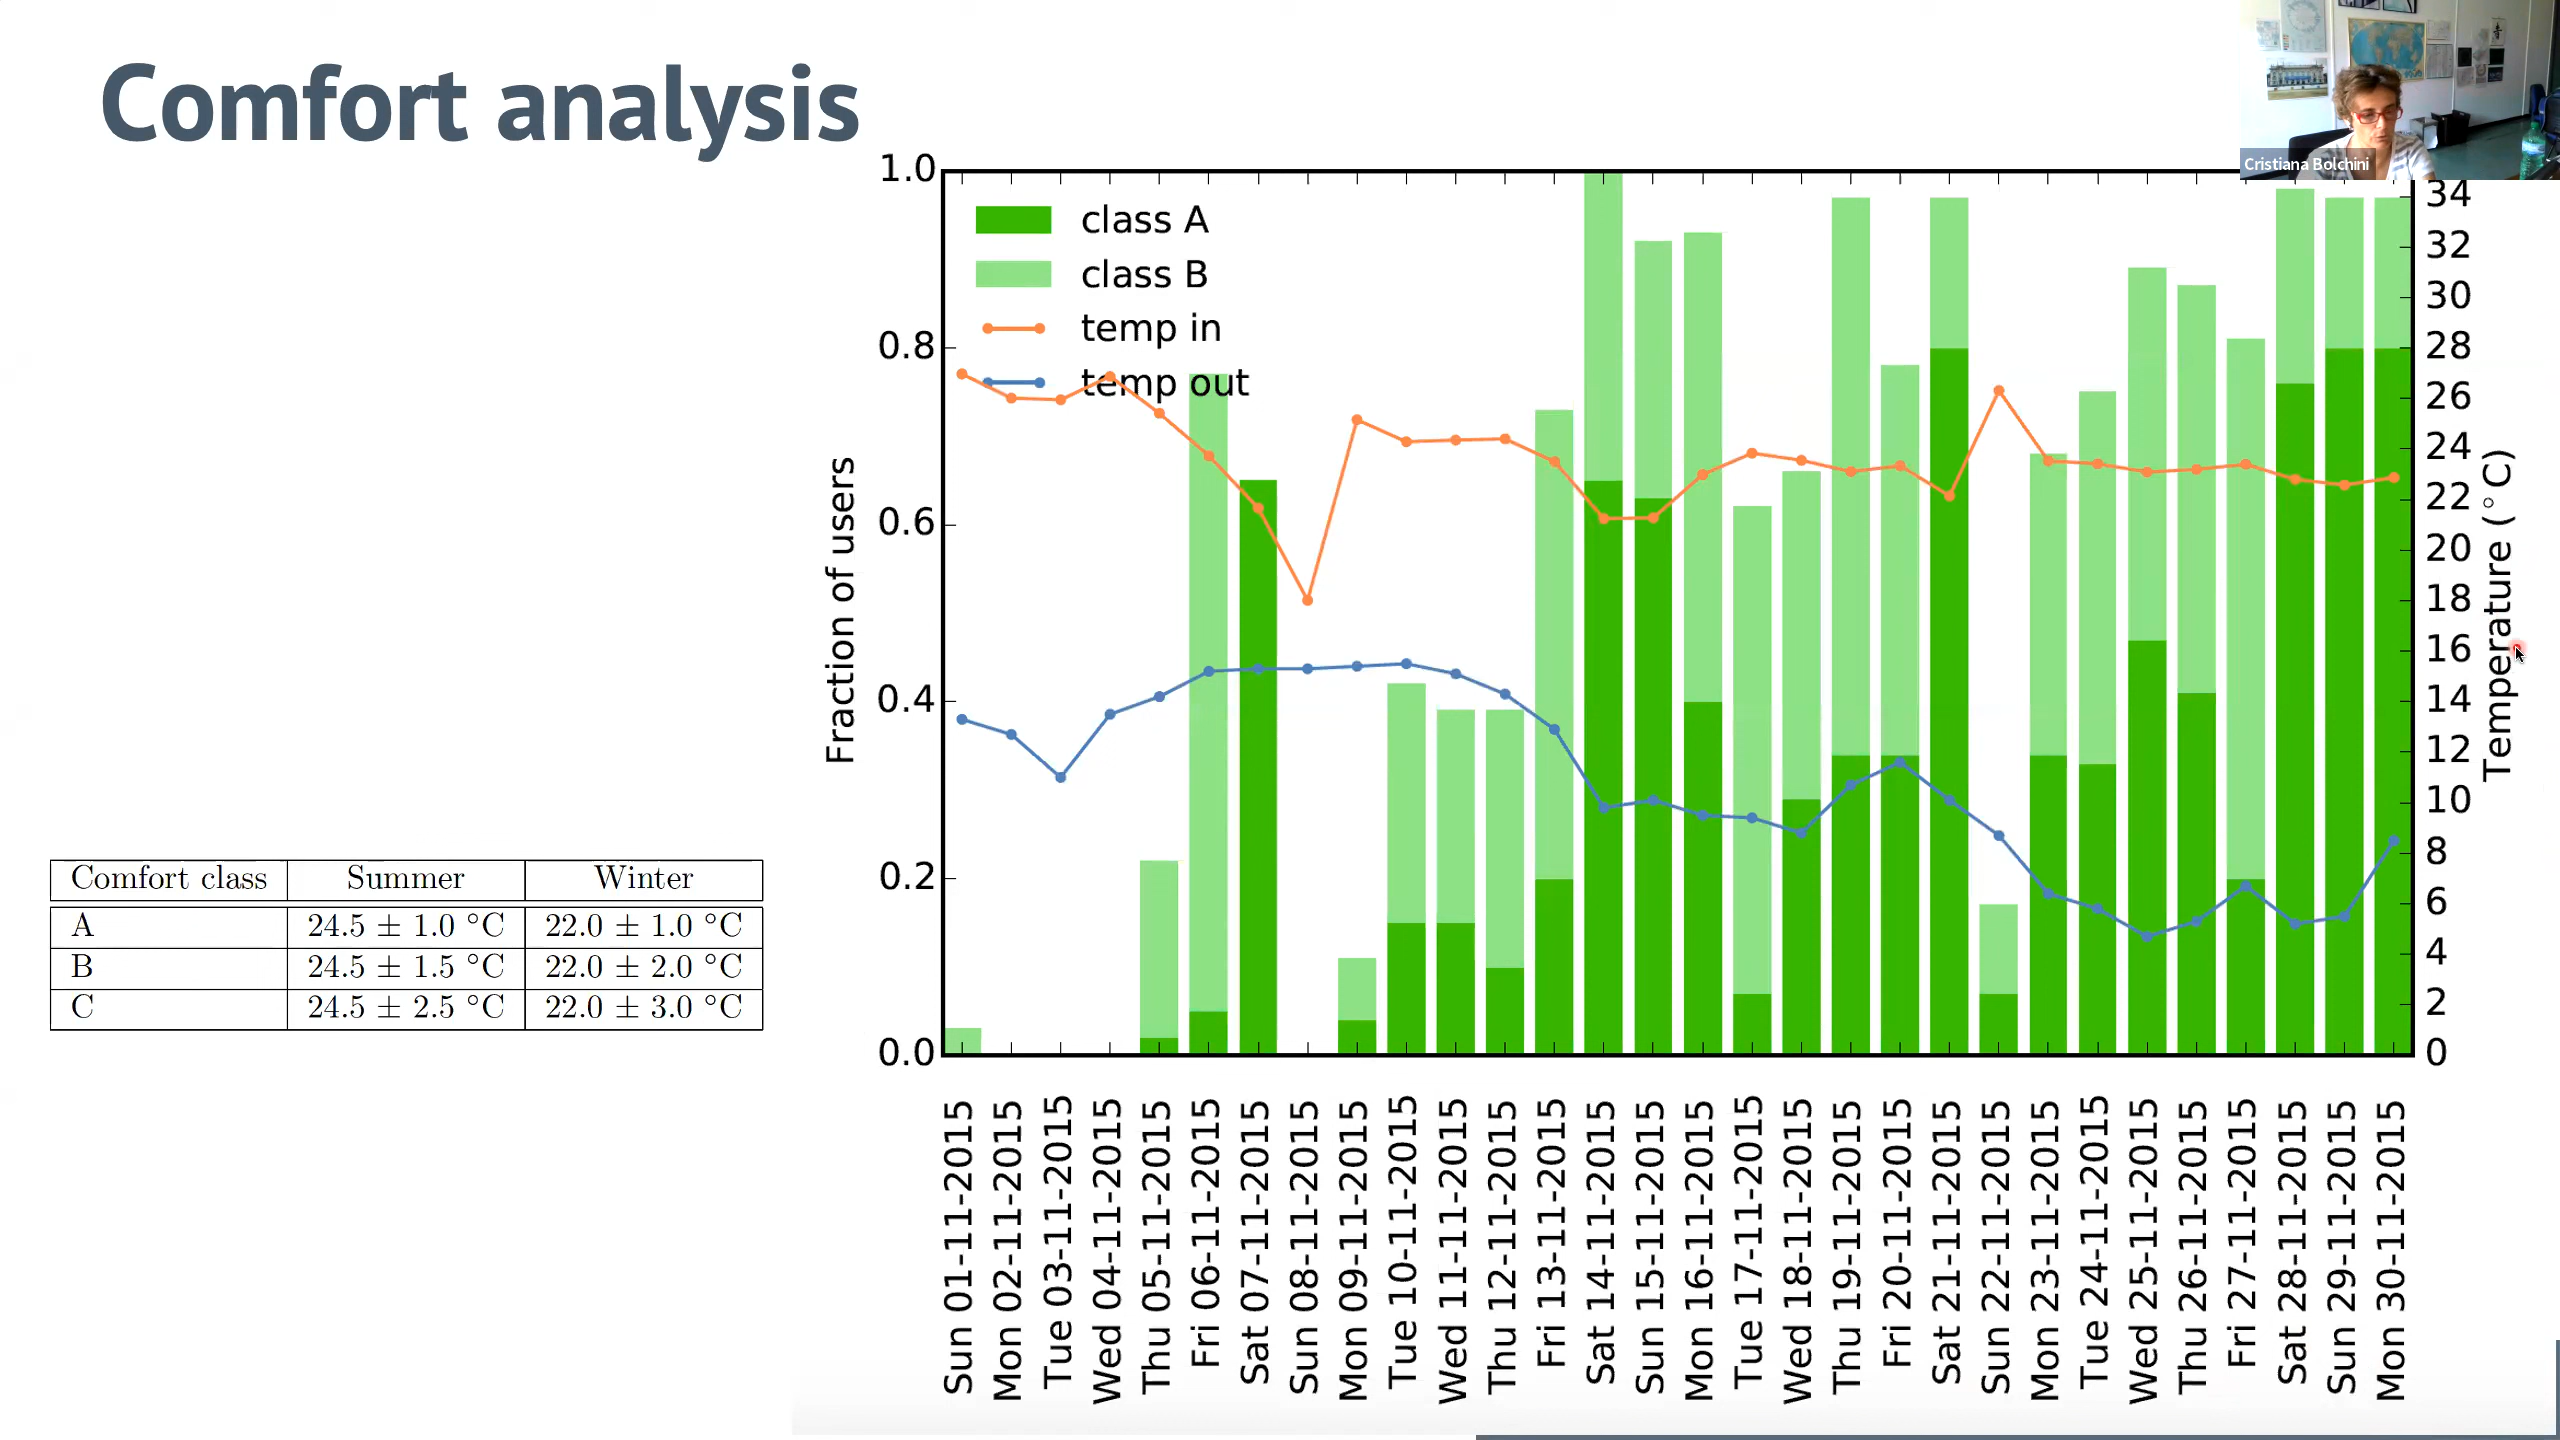 Comfort analysis
Cristiana Bolchini
class A
class B
temp in
temp out
1.0
0.8
0.6
0.4
0.2
0.0
Fraction of users
34
32
30
28
26
24
22
20
18
16
14
12
10
8
6
4
2
0
Temperature (°C)
Comfort class Summer Winter
A 24.5 ± 1.0 °C 22.0 ± 1.0 °C
B 24.5 ± 1.5 °C 22.0 ± 2.0 °C
C 24.5 ± 2.5 °C 22.0 ± 3.0 °C
Sun 01-11-2015
Mon 02-11-2015
Tue 03-11-2015
Wed 04-11-2015
Thu 05-11-2015
Fri 06-11-2015
Sat 07-11-2015
Sun 08-11-2015
Mon 09-11-2015
Tue 10-11-2015
Wed 11-11-2015
Thu 12-11-2015
Fri 13-11-2015
Sat 14-11-2015
Sun 15-11-2015
Mon 16-11-2015
Tue 17-11-2015
Wed 18-11-2015
Thu 19-11-2015
Fri 20-11-2015
Sat 21-11-2015
Sun 22-11-2015
Mon 23-11-2015
Tue 24-11-2015
Wed 25-11-2015
Thu 26-11-2015
Fri 27-11-2015
Sat 28-11-2015
Sun 29-11-2015
Mon 30-11-2015